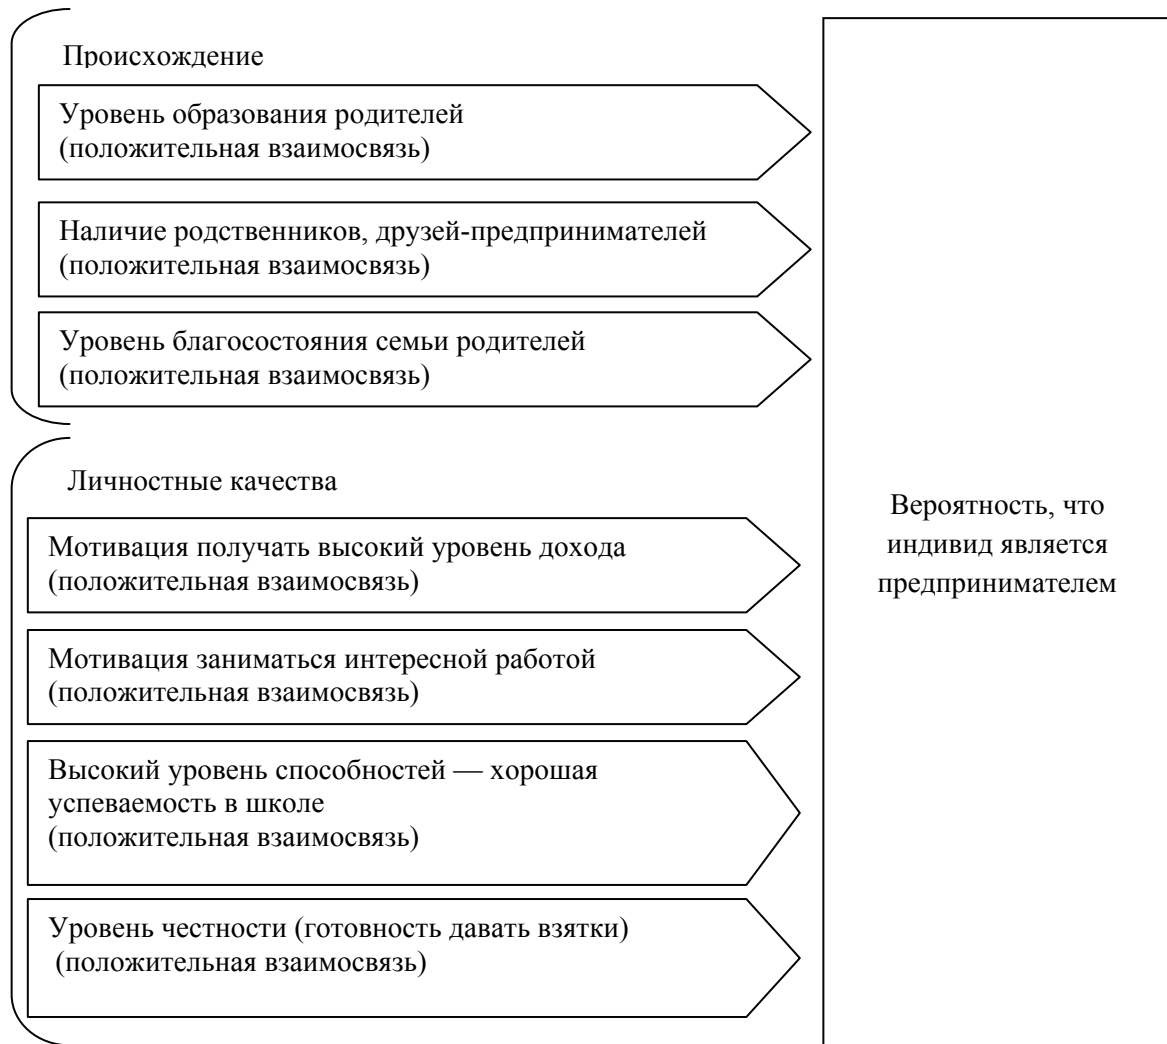 Происхождение
Уровень образования родителей
(положительная взаимосвязь)
Наличие родственников, друзей-предпринимателей
(положительная взаимосвязь)
Уровень благосостояния семьи родителей
(положительная взаимосвязь)
Личностные качества
Мотивация получать высокий уровень дохода
(положительная взаимосвязь)
Мотивация заниматься интересной работой
(положительная взаимосвязь)
Высокий уровень способностей — хорошая
успеваемость в школе
(положительная взаимосвязь)
Уровень честности (готовность давать взятки)
(положительная взаимосвязь)
Вероятность, что
индивид является
предпринимателем